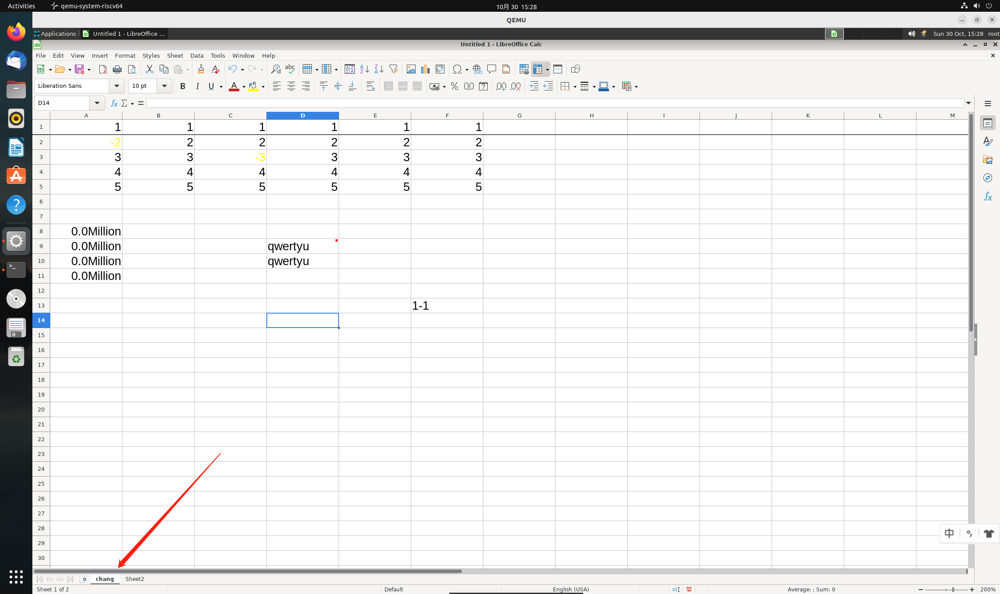 Activities qemu-system-riscv64 10月 30 15:28
QEMU
Applications Untitled 1 - LibreOffice ... Sun 30 Oct, 15:28 root
Untitled 1 - LibreOffice Calc
File Edit View Insert Format Styles Sheet Data Tools Window Help
Liberation Sans 10 pt
D14
A B C D E F G H I J K L M
1 1 1 1 1 1 1
2 -2 2 2 2 2 2
3 3 3 -3 3 3 3
4 4 4 4 4 4 4
5 5 5 5 5 5 5
6
7
8 0.0Million
9 0.0Million qwertyu
10 0.0Million qwertyu
11 0.0Million
12
13 1-1
14
15
16
17
18
19
20
21
22
23
24
25
26
27
28
29
30
中
chang Sheet2
Sheet 1 of 2 Default English (USA) Average: ; Sum: 0 200%